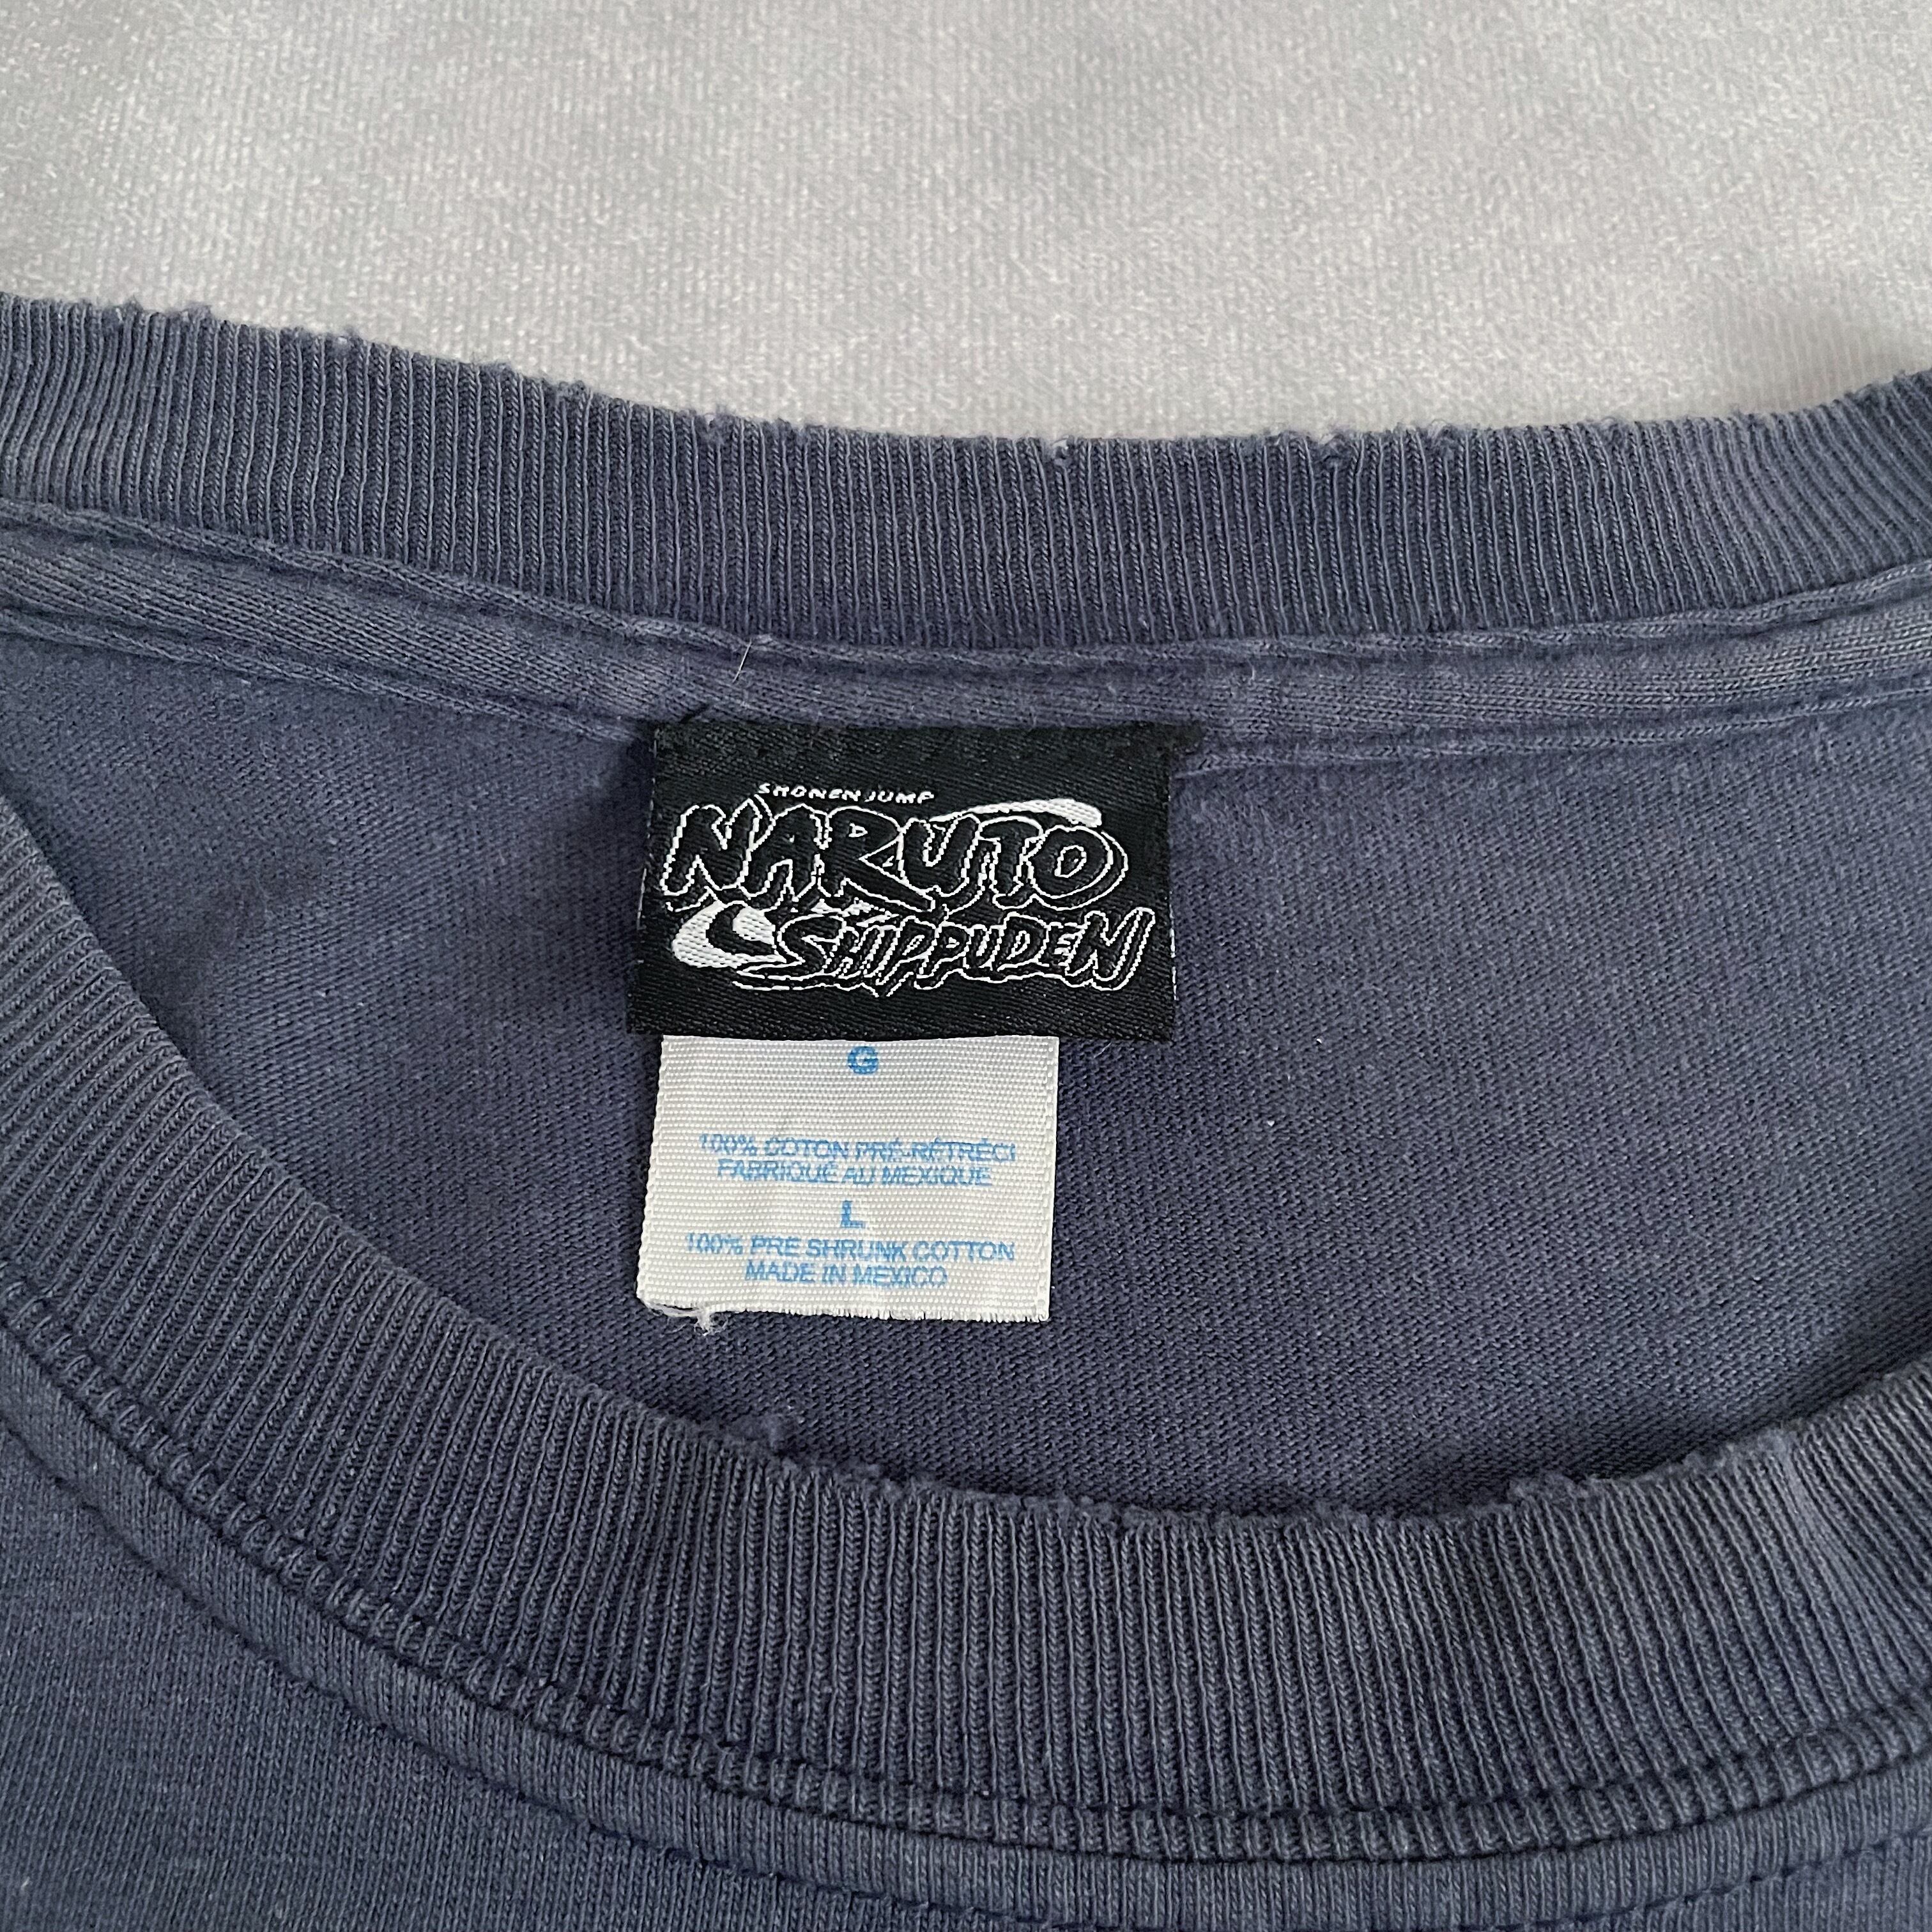 SHONEN JUMP
NARUTO
SHIPPUDEN
G
100% COTON PRÉ-RÉTRÉCI
FABRIQUÉ AU MEXIQUE
L
100% PRE SHRUNK COTTON
MADE IN MEXICO